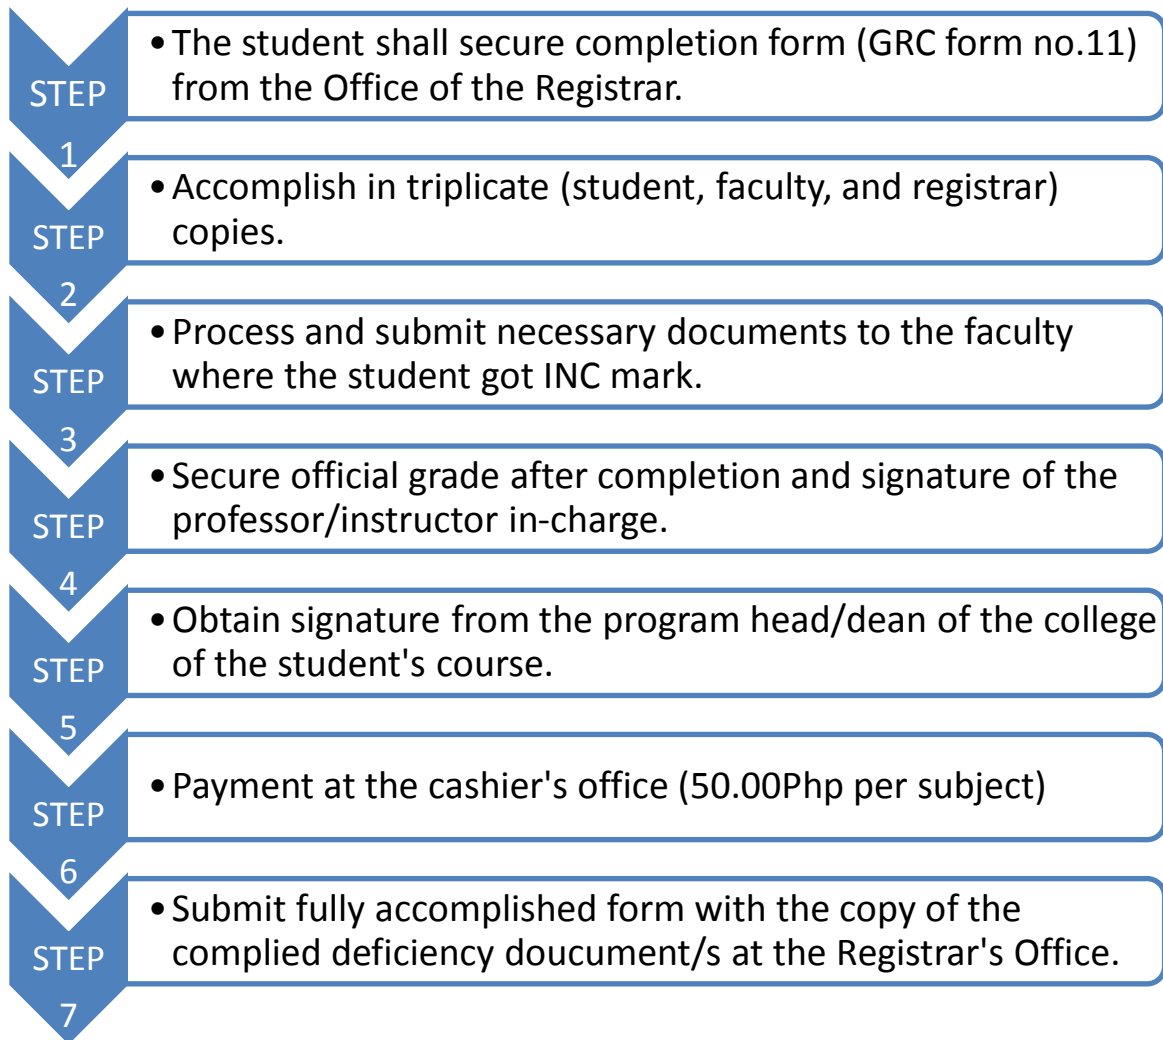 STEP
1
•The student shall secure completion form (GRC form no.11)
from the Office of the Registrar.
STEP
2
•Accomplish in triplicate (student, faculty, and registrar)
copies.
STEP
3
•Process and submit necessary documents to the faculty
where the student got INC mark.
STEP
4
•Secure official grade after completion and signature of the
professor/instructor in-charge.
STEP
5
•Obtain signature from the program head/dean of the college
of the student's course.
STEP
6
•Payment at the cashier's office (50.00Php per subject)
STEP
7
•Submit fully accomplished form with the copy of the
complied deficiency doucument/s at the Registrar's Office.